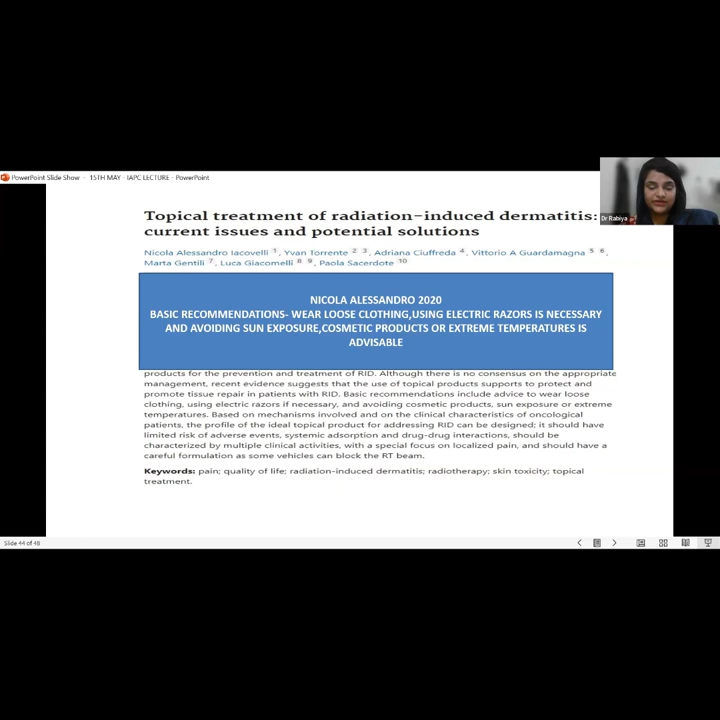 PowerPoint Slide Show - 15TH MAY - IAPC LECTURE - PowerPoint
Dr Rabiya
Topical treatment of radiation-induced dermatitis:
current issues and potential solutions
Nicola Alessandro Iacovelli 1, Yvan Torrente 2 3, Adriana Ciuffreda 4, Vittorio A Guardamagna 5 6,
Marta Gentili 7, Luca Giacomelli 8 9, Paola Sacerdote 10
NICOLA ALESSANDRO 2020
BASIC RECOMMENDATIONS- WEAR LOOSE CLOTHING,USING ELECTRIC RAZORS IS NECESSARY
AND AVOIDING SUN EXPOSURE,COSMETIC PRODUCTS OR EXTREME TEMPERATURES IS
ADVISABLE
products for the prevention and treatment of RID. Although there is no consensus on the appropriate
management, recent evidence suggests that the use of topical products supports to protect and
promote tissue repair in patients with RID. Basic recommendations include advice to wear loose
clothing, using electric razors if necessary, and avoiding cosmetic products, sun exposure or extreme
temperatures. Based on mechanisms involved and on the clinical characteristics of oncological
patients, the profile of the ideal topical product for addressing RID can be designed; it should have
limited risk of adverse events, systemic adsorption and drug-drug interactions, should be
characterized by multiple clinical activities, with a special focus on localized pain, and should have a
careful formulation as some vehicles can block the RT beam.
Keywords: pain; quality of life; radiation-induced dermatitis; radiotherapy; skin toxicity; topical
treatment.
Slide 44 of 48